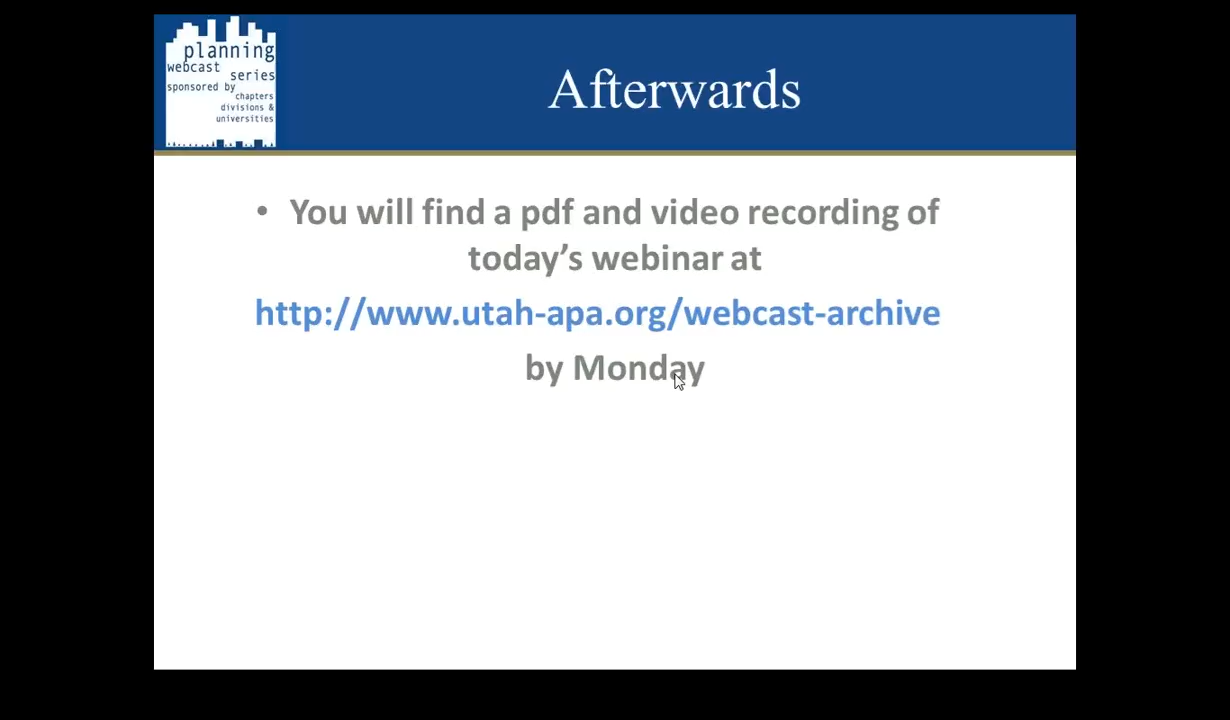 planning
webcast series
sponsored by
chapters
divisions &
universities
Afterwards
• You will find a pdf and video recording of
today’s webinar at
http://www.utah-apa.org/webcast-archive
by Monday